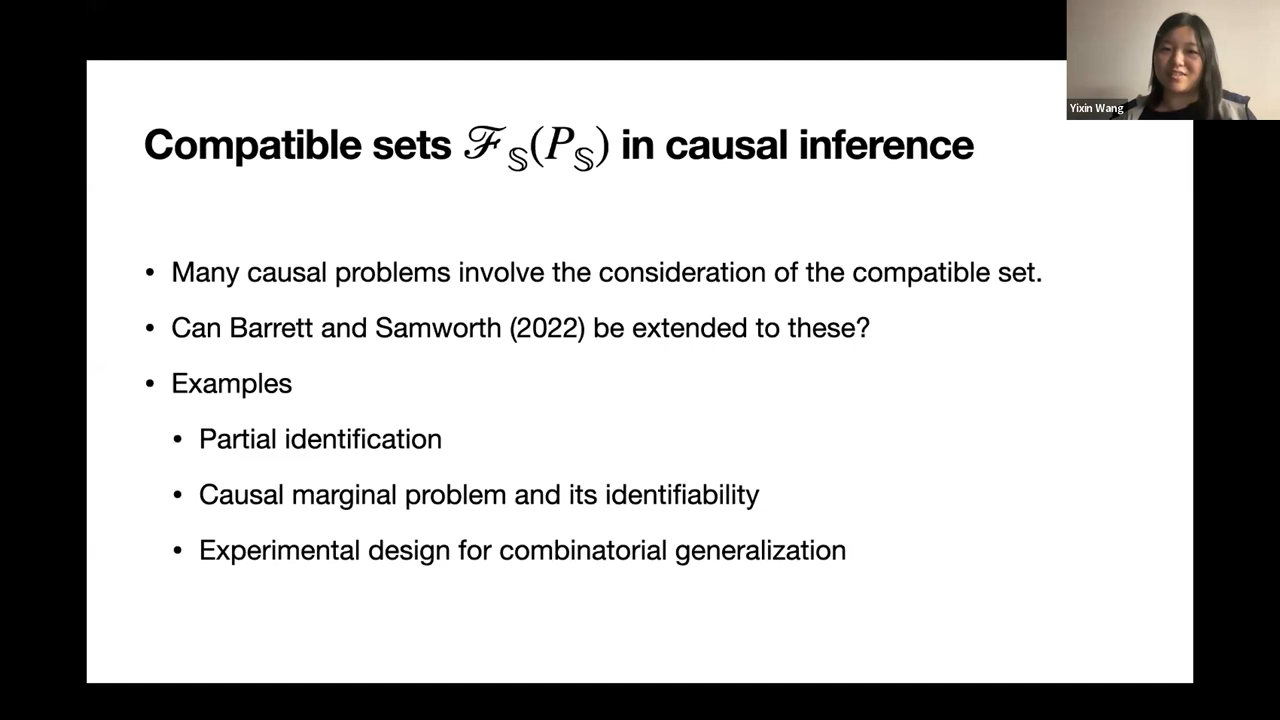 Yixin Wang
Compatible sets ℱ_𝕊(P_𝕊) in causal inference
• Many causal problems involve the consideration of the compatible set.
• Can Barrett and Samworth (2022) be extended to these?
• Examples
• Partial identification
• Causal marginal problem and its identifiability
• Experimental design for combinatorial generalization